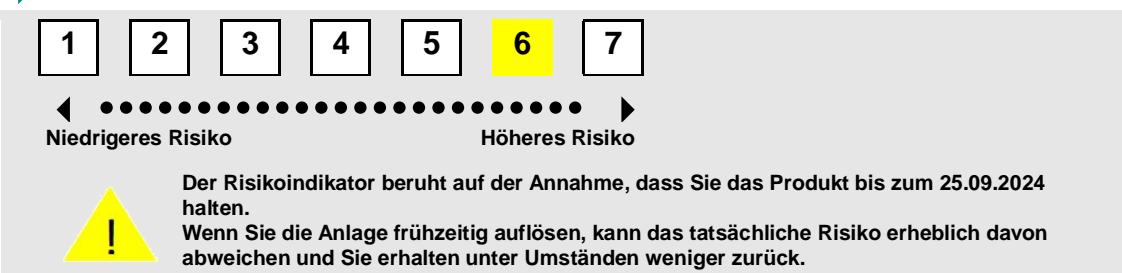 1 2 3 4 5 6 7
Niedrigeres Risiko Höheres Risiko
Der Risikoindikator beruht auf der Annahme, dass Sie das Produkt bis zum 25.09.2024
halten.
Wenn Sie die Anlage frühzeitig auflösen, kann das tatsächliche Risiko erheblich davon
abweichen und Sie erhalten unter Umständen weniger zurück.
!